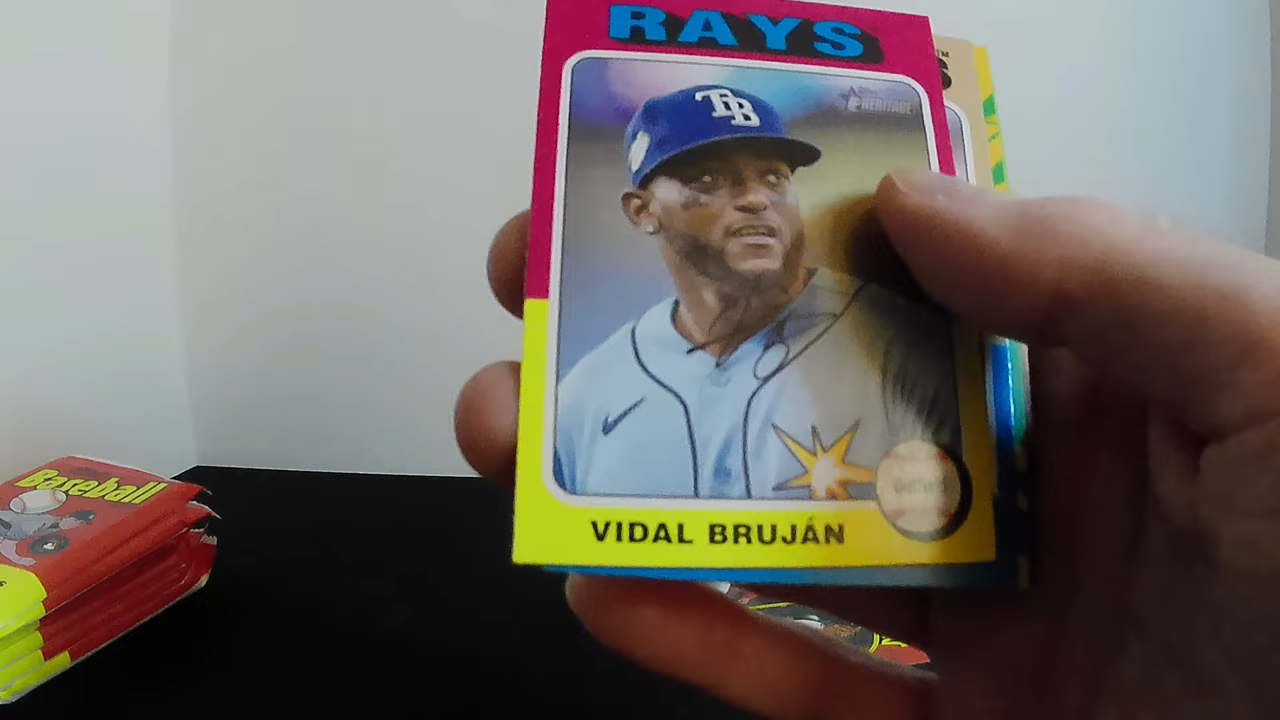 RAYS
TB
HERITAGE
VIDAL BRUJÁN
Baseball